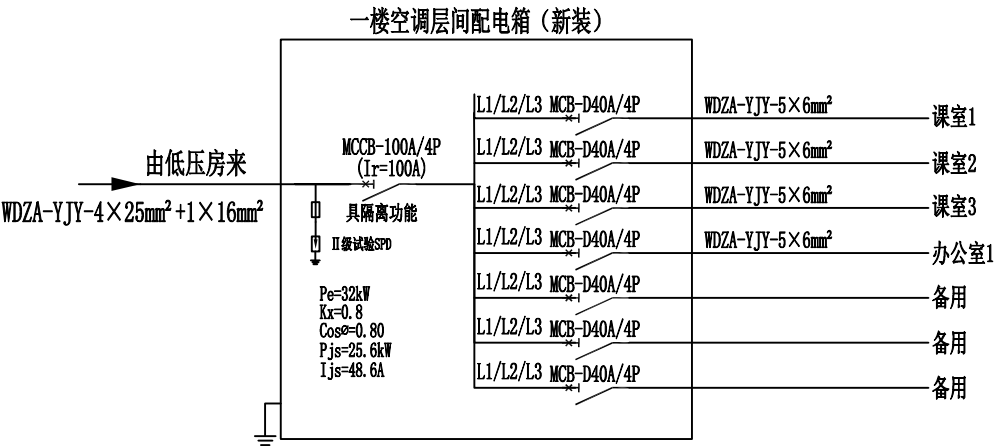 一楼空调层间配电箱（新装）
L1/L2/L3 MCB-D40A/4P WDZA-YJY-5×6mm² 课室1
MCCB-100A/4P
(Ir=100A)
由低压房来
L1/L2/L3 MCB-D40A/4P WDZA-YJY-5×6mm² 课室2
WDZA-YJY-4×25mm²+1×16mm²
具隔离功能
L1/L2/L3 MCB-D40A/4P WDZA-YJY-5×6mm² 课室3
Ⅱ级试验SPD
L1/L2/L3 MCB-D40A/4P WDZA-YJY-5×6mm² 办公室1
L1/L2/L3 MCB-D40A/4P 备用
L1/L2/L3 MCB-D40A/4P 备用
L1/L2/L3 MCB-D40A/4P 备用
Pe=32kW
Kx=0.8
Cosø=0.80
Pjs=25.6kW
Ijs=48.6A